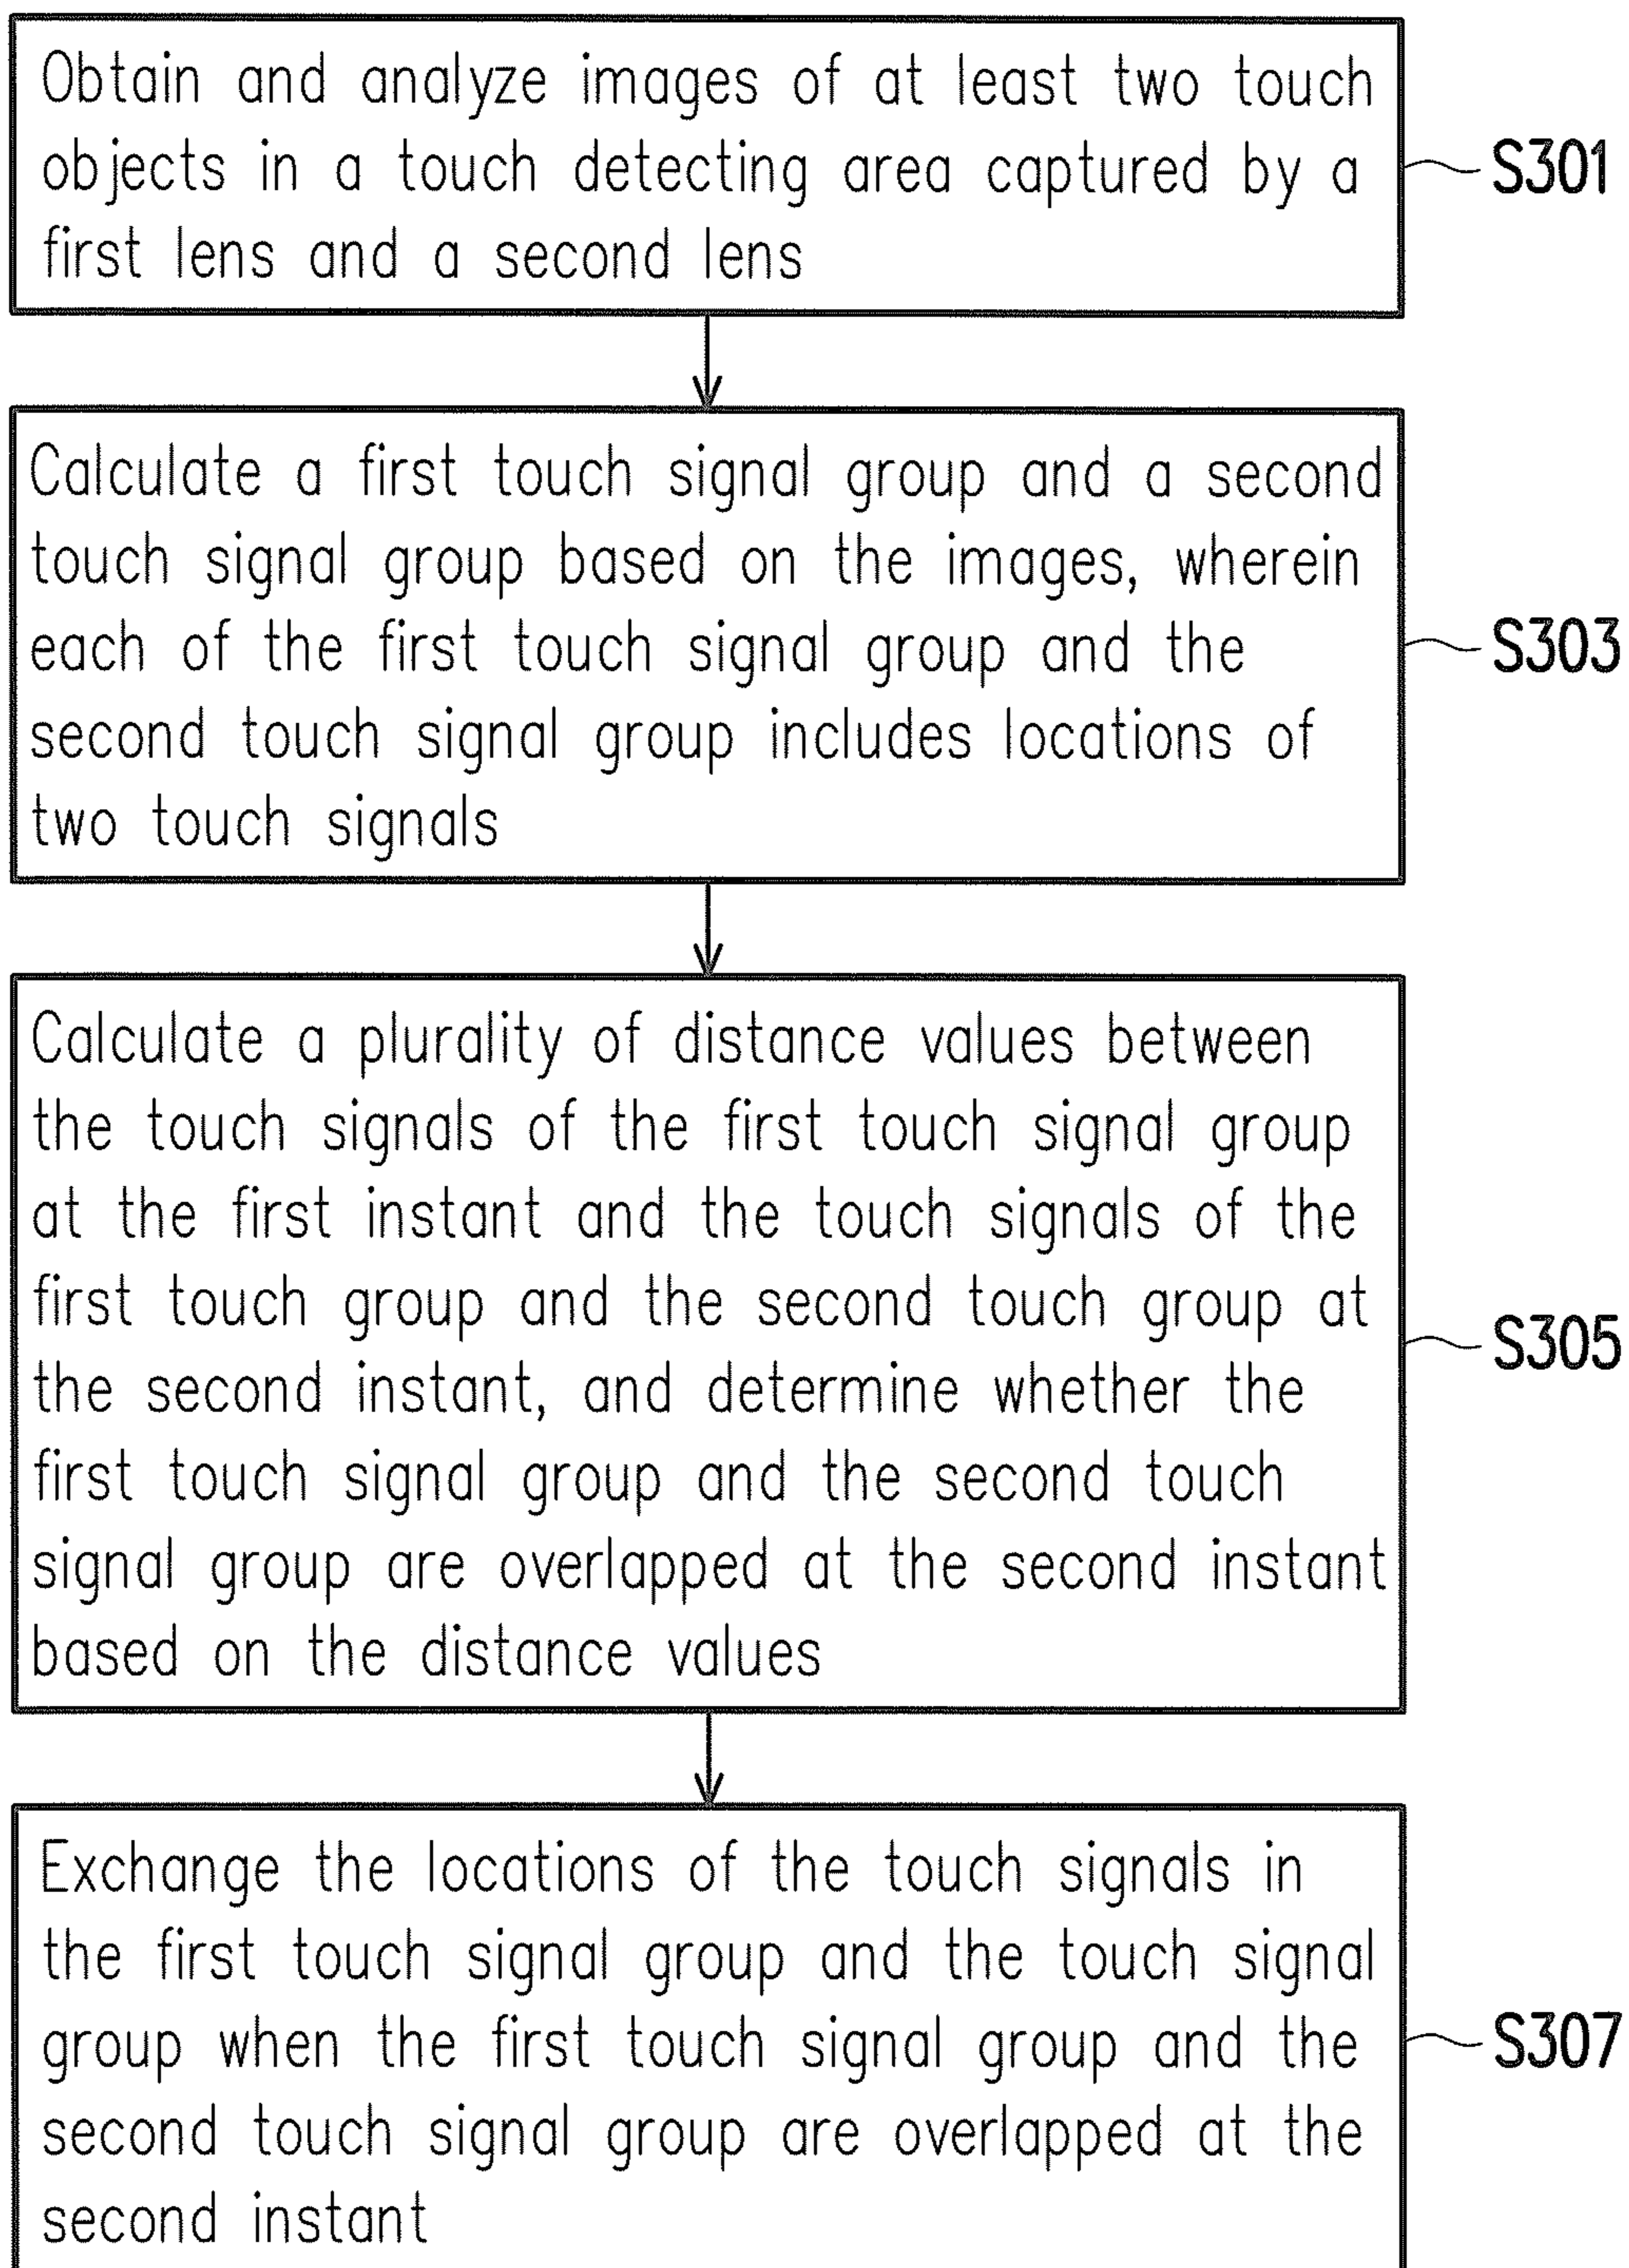 Obtain and analyze images of at least two touch
objects in a touch detecting area captured by a
first lens and a second lens
S301
Calculate a first touch signal group and a second
touch signal group based on the images, wherein
each of the first touch signal group and the
second touch signal group includes locations of
two touch signals
S303
Calculate a plurality of distance values between
the touch signals of the first touch signal group
at the first instant and the touch signals of the
first touch group and the second touch group at
the second instant, and determine whether the
first touch signal group and the second touch
signal group are overlapped at the second instant
based on the distance values
S305
Exchange the locations of the touch signals in
the first touch signal group and the touch signal
group when the first touch signal group and the
second touch signal group are overlapped at the
second instant
S307